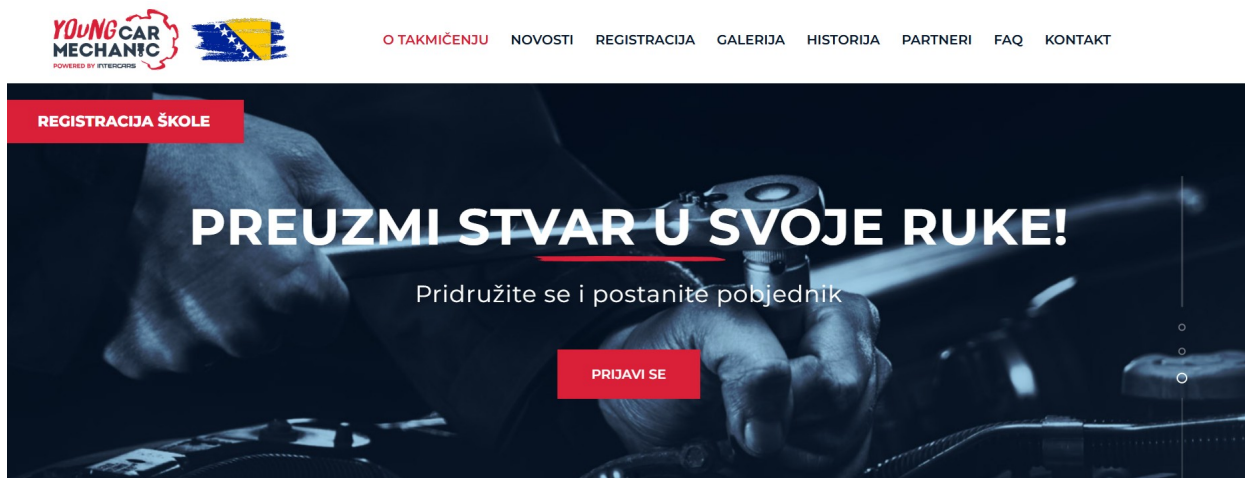 YOUNG CAR
MECHANIC
POWERED BY INTERCARS
O TAKMIČENJU NOVOSTI REGISTRACIJA GALERIJA HISTORIJA PARTNERI FAQ KONTAKT
REGISTRACIJA ŠKOLE
PREUZMI STVAR U SVOJE RUKE!
Pridružite se i postanite pobjednik
PRIJAVI SE